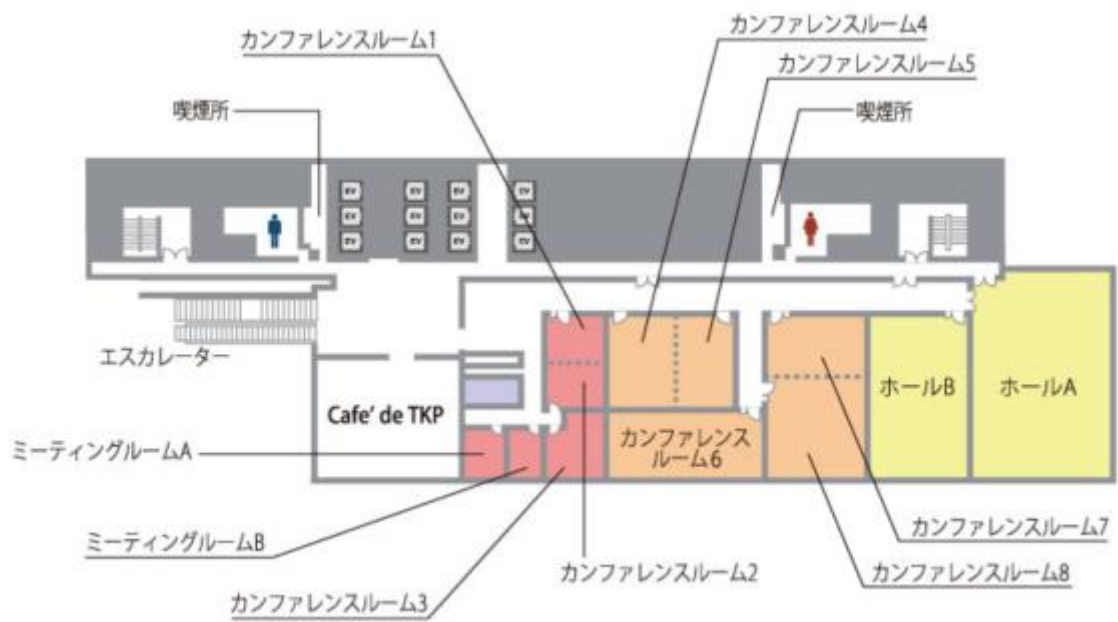 カンファレンスルーム1
カンファレンスルーム4
カンファレンスルーム5
喫煙所
喫煙所
EV
EV
EV
EV
EV
EV
EV
EV
EV
EV
EV
EV
エスカレーター
Cafe’ de TKP
ホールB
ホールA
カンファレンス
ルーム6
ミーティングルームA
ミーティングルームB
カンファレンスルーム3
カンファレンスルーム2
カンファレンスルーム7
カンファレンスルーム8